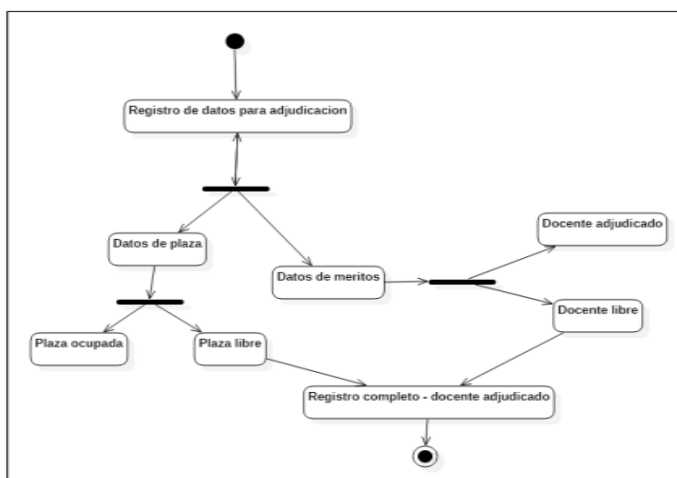 Registro de datos para adjudicacion
Datos de plaza
Datos de meritos
Docente adjudicado
Docente libre
Plaza ocupada
Plaza libre
Registro completo - docente adjudicado